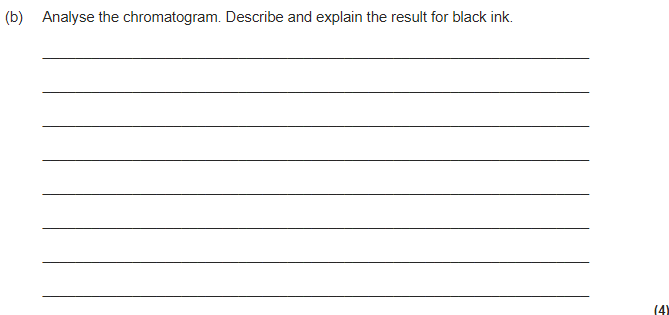 (b) Analyse the chromatogram. Describe and explain the result for black ink.
(4)